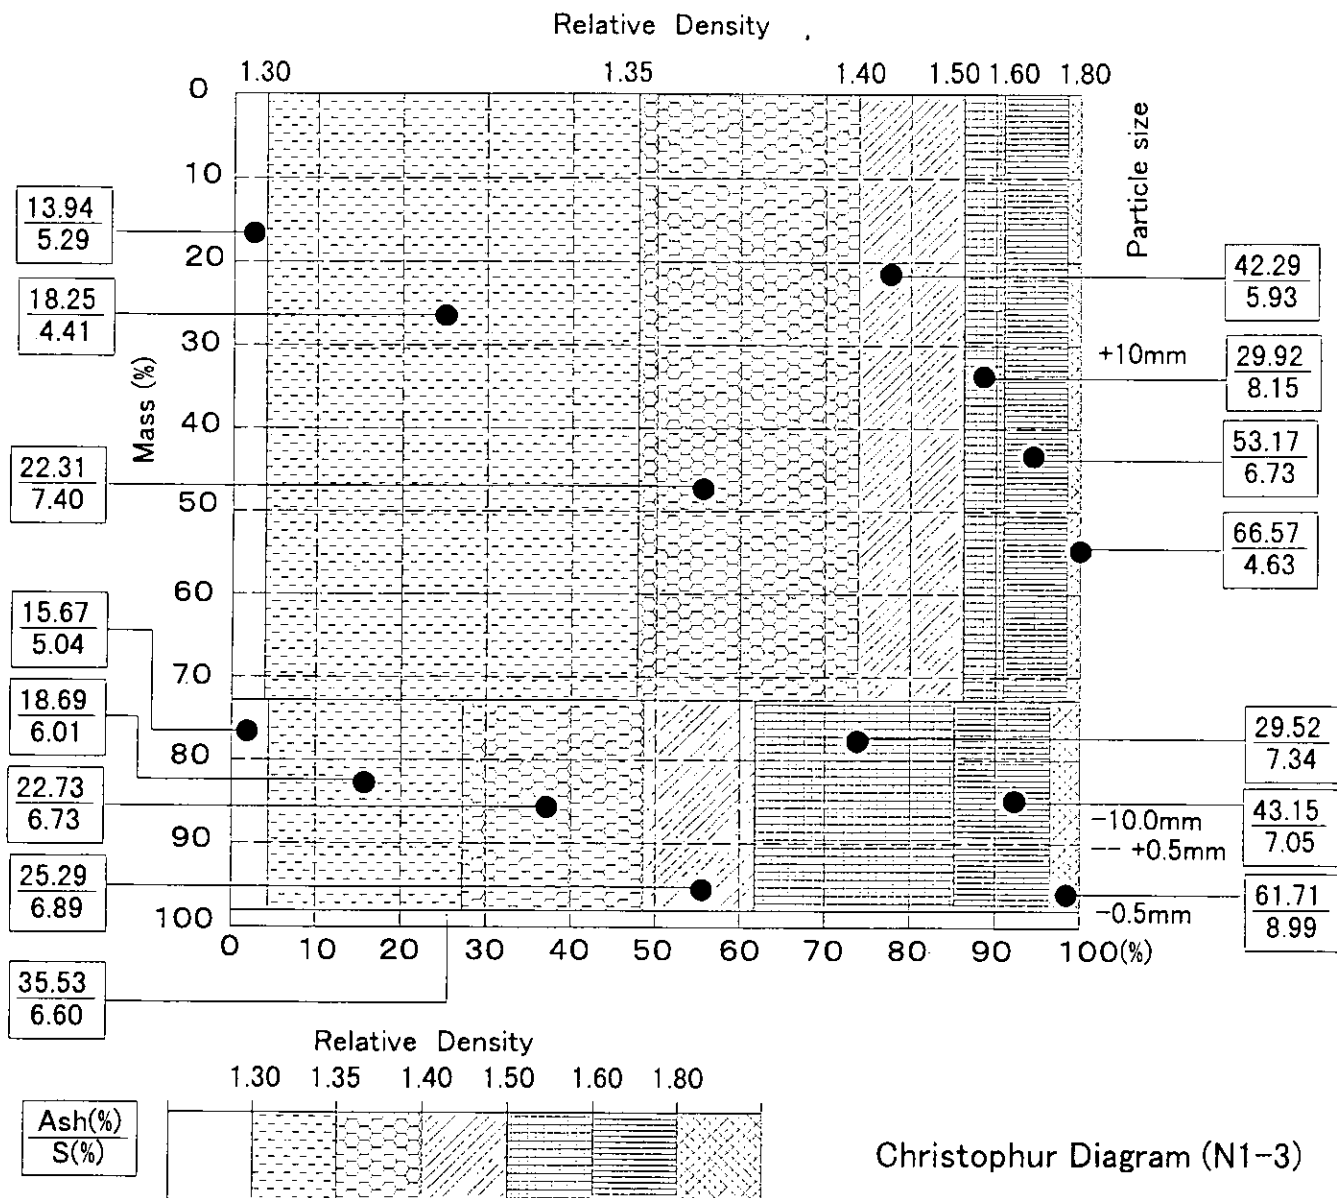 Relative Density
1.30 1.35 1.40 1.50 1.60 1.80
0
10
20
30
40
50
60
70
80
90
100
Mass (%)
Particle size
13.94
5.29
18.25
4.41
22.31
7.40
15.67
5.04
18.69
6.01
22.73
6.73
25.29
6.89
35.53
6.60
42.29
5.93
+10mm
29.92
8.15
53.17
6.73
66.57
4.63
29.52
7.34
-10.0mm
-- +0.5mm
43.15
7.05
-0.5mm
61.71
8.99
0 10 20 30 40 50 60 70 80 90 100(%)
Relative Density
1.30 1.35 1.40 1.50 1.60 1.80
Ash(%)
S(%)
Christophur Diagram (N1-3)